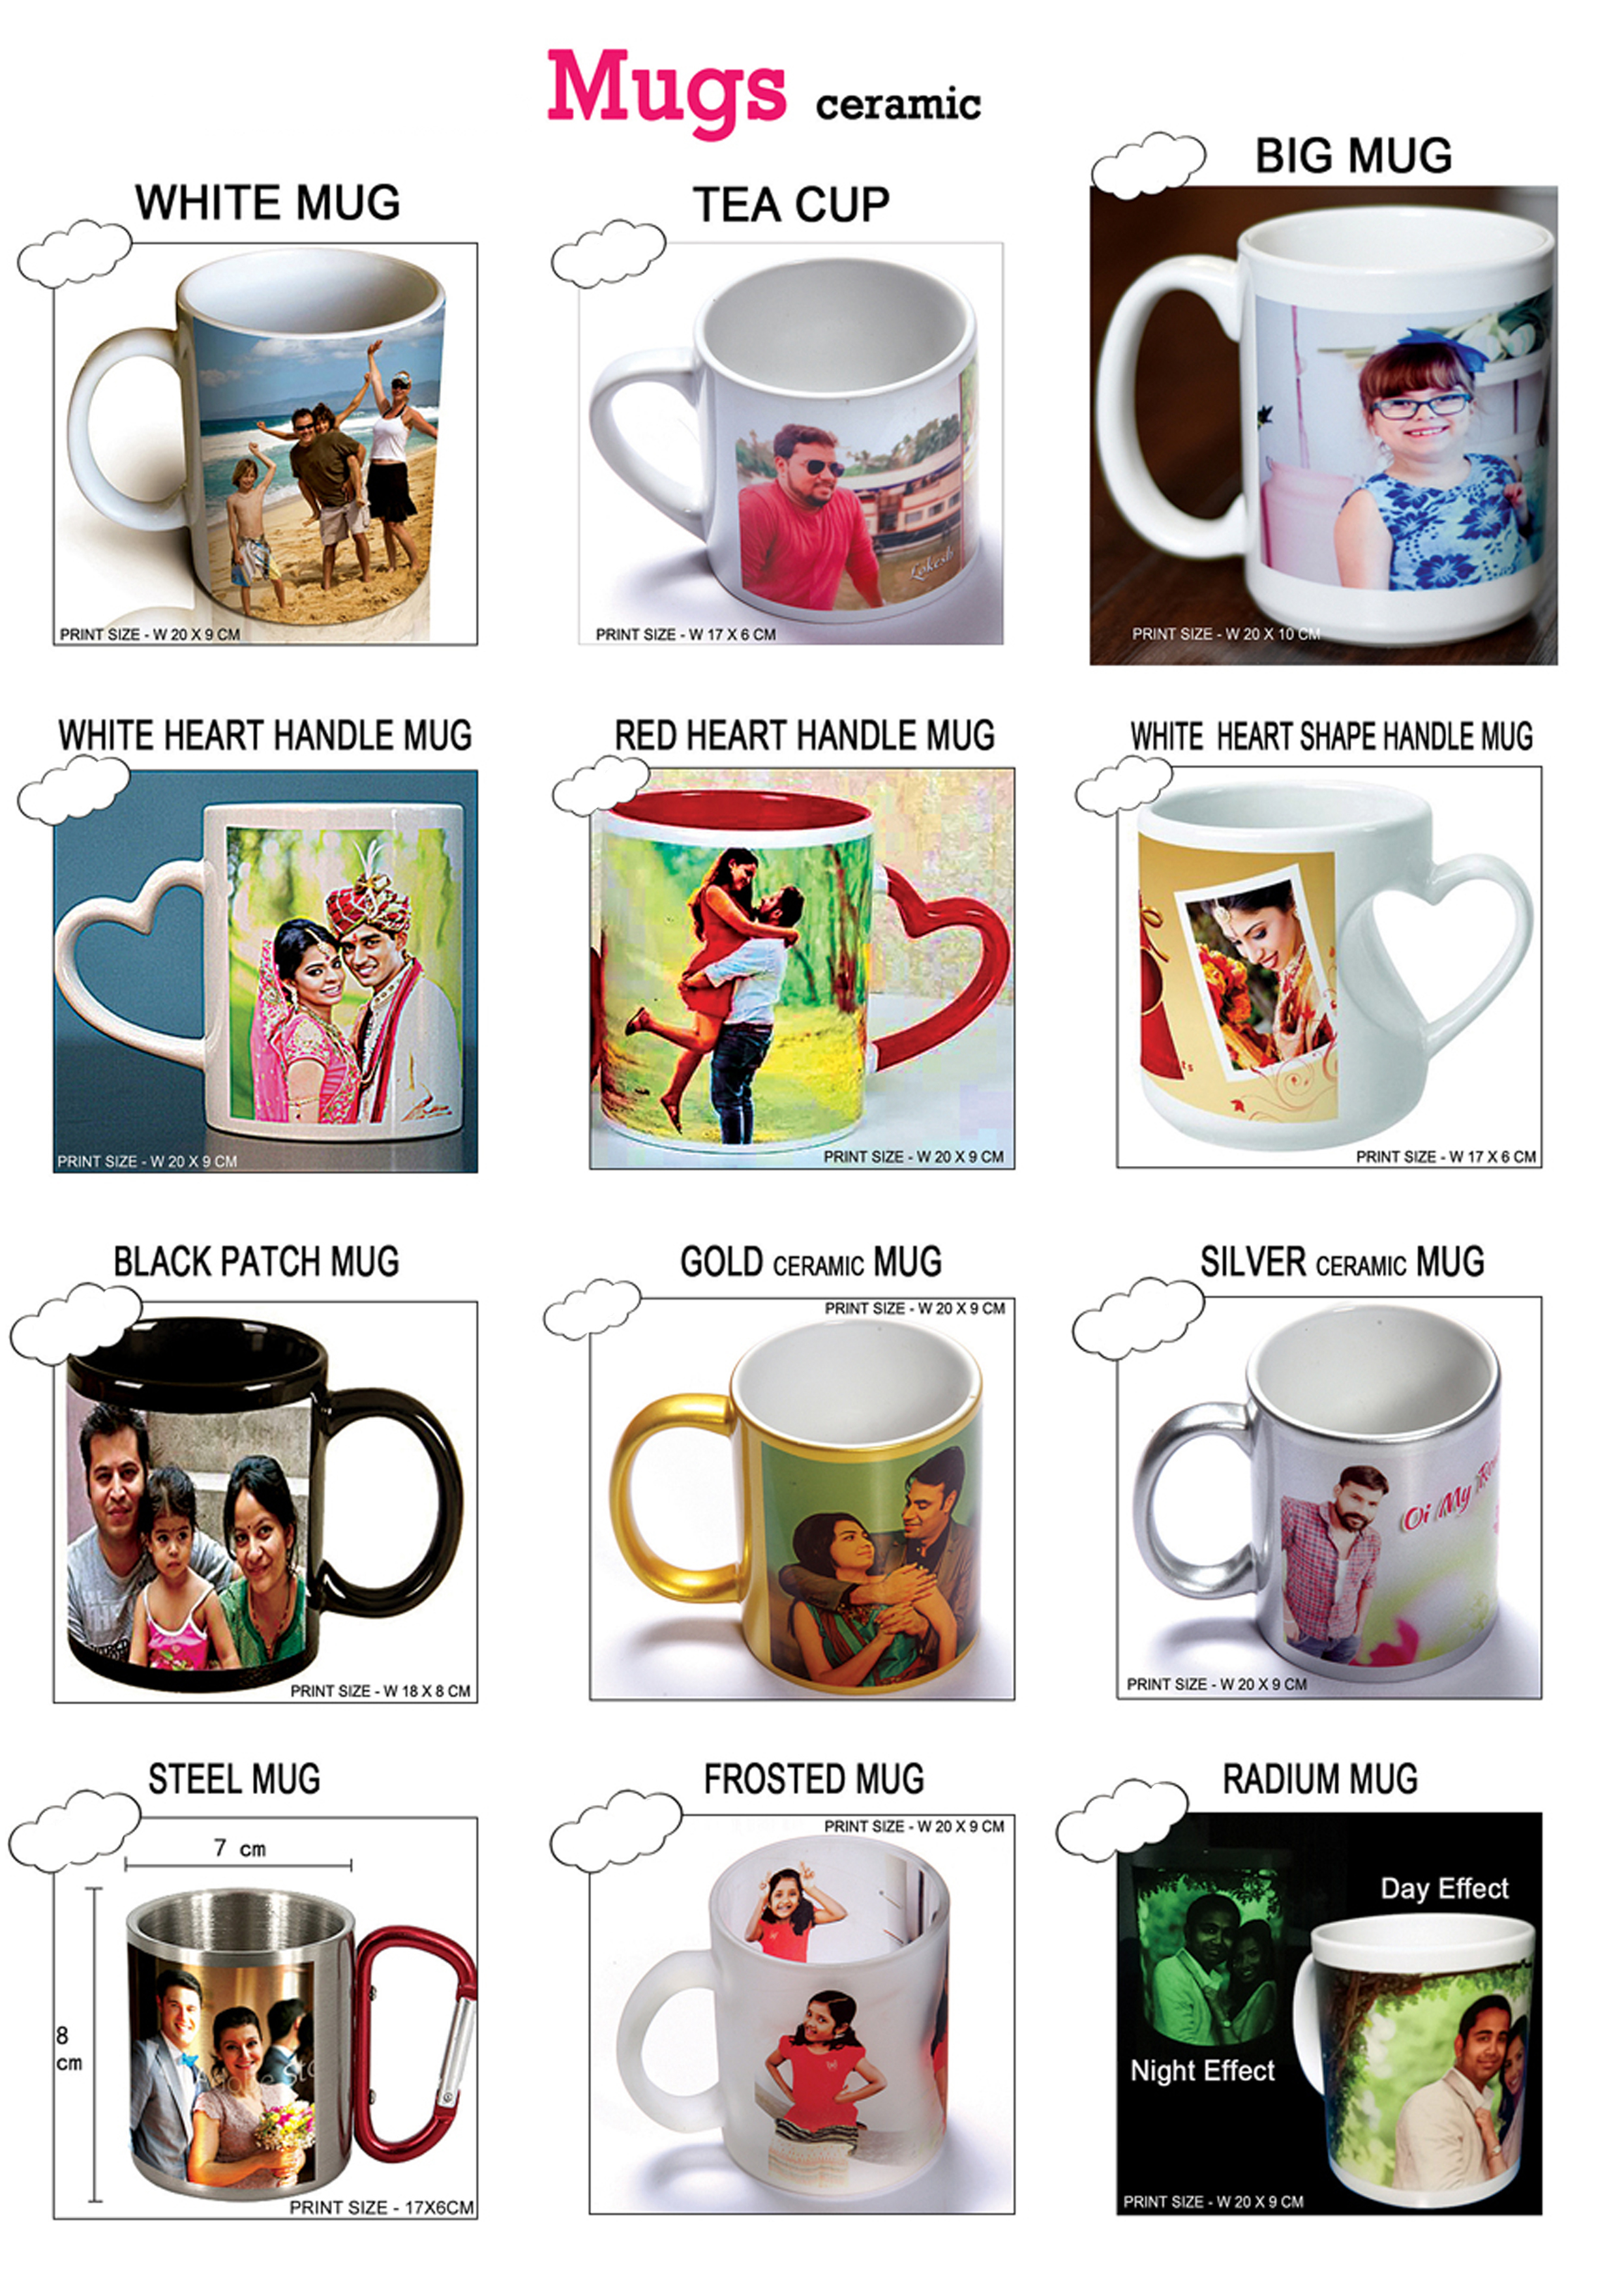 Mugs ceramic
WHITE MUG
TEA CUP
BIG MUG
PRINT SIZE - W 20 X 9 CM
Lokesh
PRINT SIZE - W 17 X 6 CM
PRINT SIZE - W 20 X 10 CM
WHITE HEART HANDLE MUG
RED HEART HANDLE MUG
WHITE HEART SHAPE HANDLE MUG
PRINT SIZE - W 20 X 9 CM
PRINT SIZE - W 20 X 9 CM
PRINT SIZE - W 17 X 6 CM
BLACK PATCH MUG
GOLD CERAMIC MUG
SILVER CERAMIC MUG
PRINT SIZE - W 18 X 8 CM
PRINT SIZE - W 20 X 9 CM
Oi My
PRINT SIZE - W 20 X 9 CM
STEEL MUG
FROSTED MUG
RADIUM MUG
7 cm
8
cm
PRINT SIZE - 17X6CM
PRINT SIZE - W 20 X 9 CM
Day Effect
Night Effect
PRINT SIZE - W 20 X 9 CM